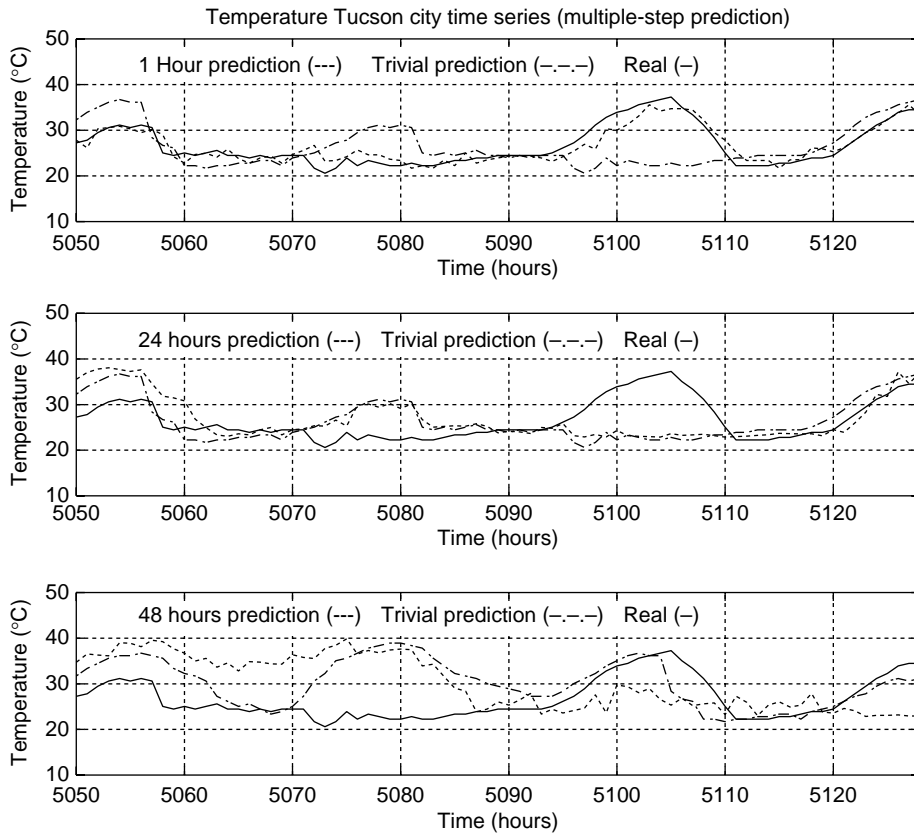 Temperature Tucson city time series (multiple-step prediction)
1 Hour prediction (---) Trivial prediction (–.–.–) Real (–)
Temperature (°C)
50
40
30
20
10
5050 5060 5070 5080 5090 5100 5110 5120
Time (hours)
24 hours prediction (---) Trivial prediction (–.–.–) Real (–)
Temperature (°C)
50
40
30
20
10
5050 5060 5070 5080 5090 5100 5110 5120
Time (hours)
48 hours prediction (---) Trivial prediction (–.–.–) Real (–)
Temperature (°C)
50
40
30
20
10
5050 5060 5070 5080 5090 5100 5110 5120
Time (hours)